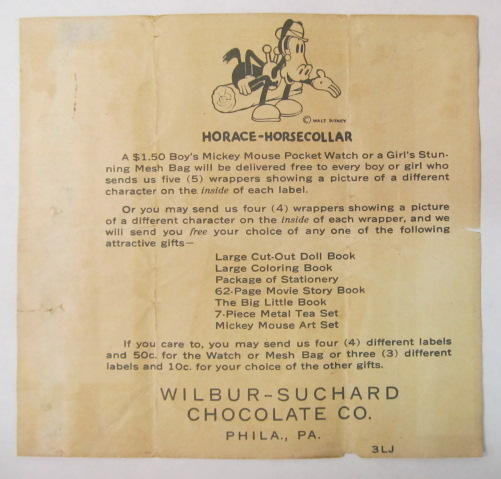 © WALT DISNEY
HORACE-HORSECOLLAR
A $1.50 Boy's Mickey Mouse Pocket Watch or a Girl's Stun-
ning Mesh Bag will be delivered free to every boy or girl who
sends us five (5) wrappers showing a picture of a different
character on the inside of each label.
Or you may send us four (4) wrappers showing a picture
of a different character on the inside of each wrapper, and we
will send you free your choice of any one of the following
attractive gifts—
Large Cut-Out Doll Book
Large Coloring Book
Package of Stationery
62-Page Movie Story Book
The Big Little Book
7-Piece Metal Tea Set
Mickey Mouse Art Set
If you care to, you may send us four (4) different labels
and 50c. for the Watch or Mesh Bag or three (3) different
labels and 10c. for your choice of the other gifts.
WILBUR-SUCHARD
CHOCOLATE CO.
PHILA., PA.
3LJ